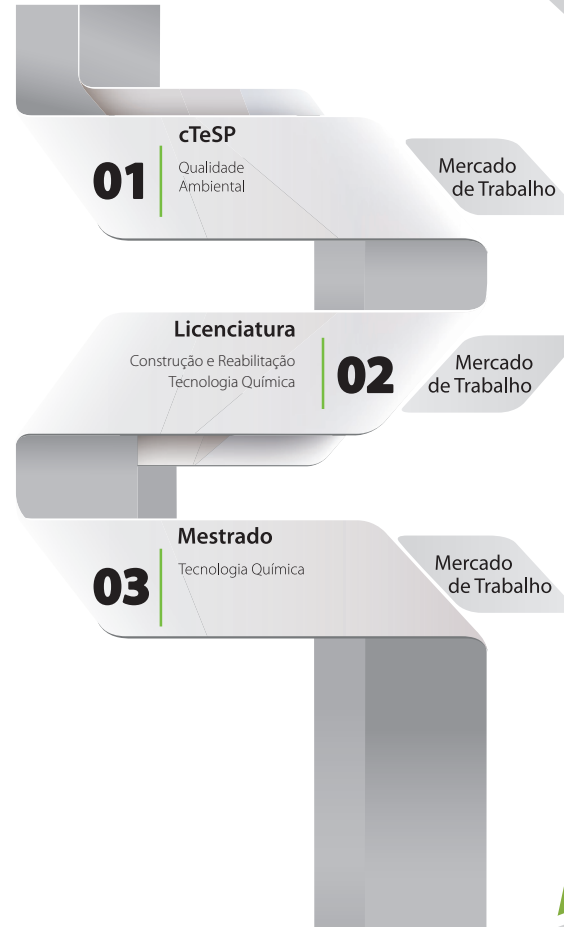 cTeSP
01
Qualidade
Ambiental
Mercado
de Trabalho
Licenciatura
Construção e Reabilitação
Tecnologia Química
02
Mercado
de Trabalho
Mestrado
03
Tecnologia Química
Mercado
de Trabalho